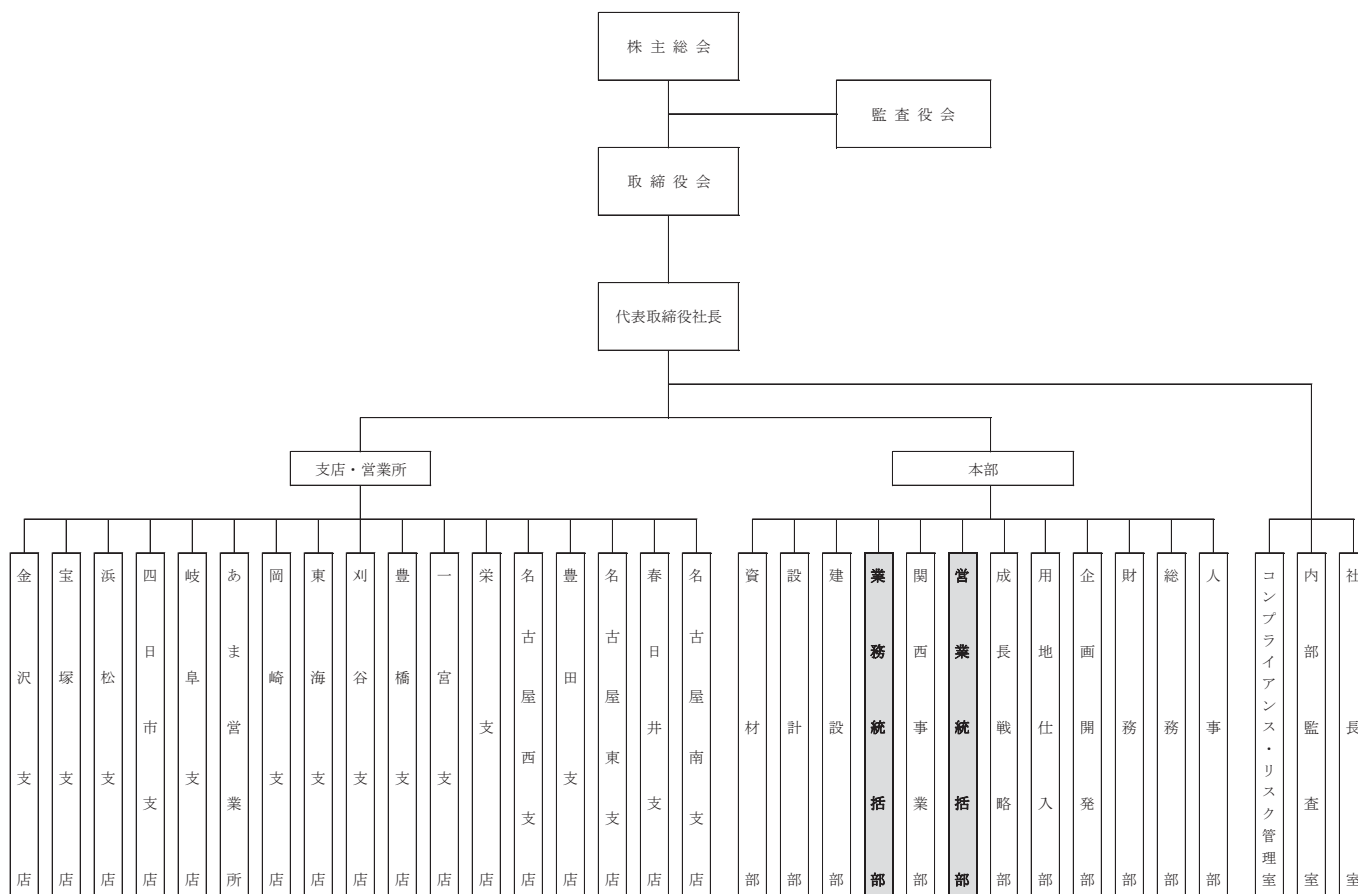 株主総会
監査役会
取締役会
代表取締役社長
支店・営業所
本部
金沢支店
宝塚支店
浜松支店
四日市支店
岐阜支店
あま営業所
岡崎支店
東海支店
刈谷支店
豊橋支店
一宮支店
栄支店
名古屋西支店
豊田支店
名古屋東支店
春日井支店
名古屋南支店
資材部
設計部
建設部
業務統括部
関西事業部
営業統括部
成長戦略部
用地仕入部
企画開発部
財務部
総務部
人事部
コンプライアンス・リスク管理室
内部監査室
社長室